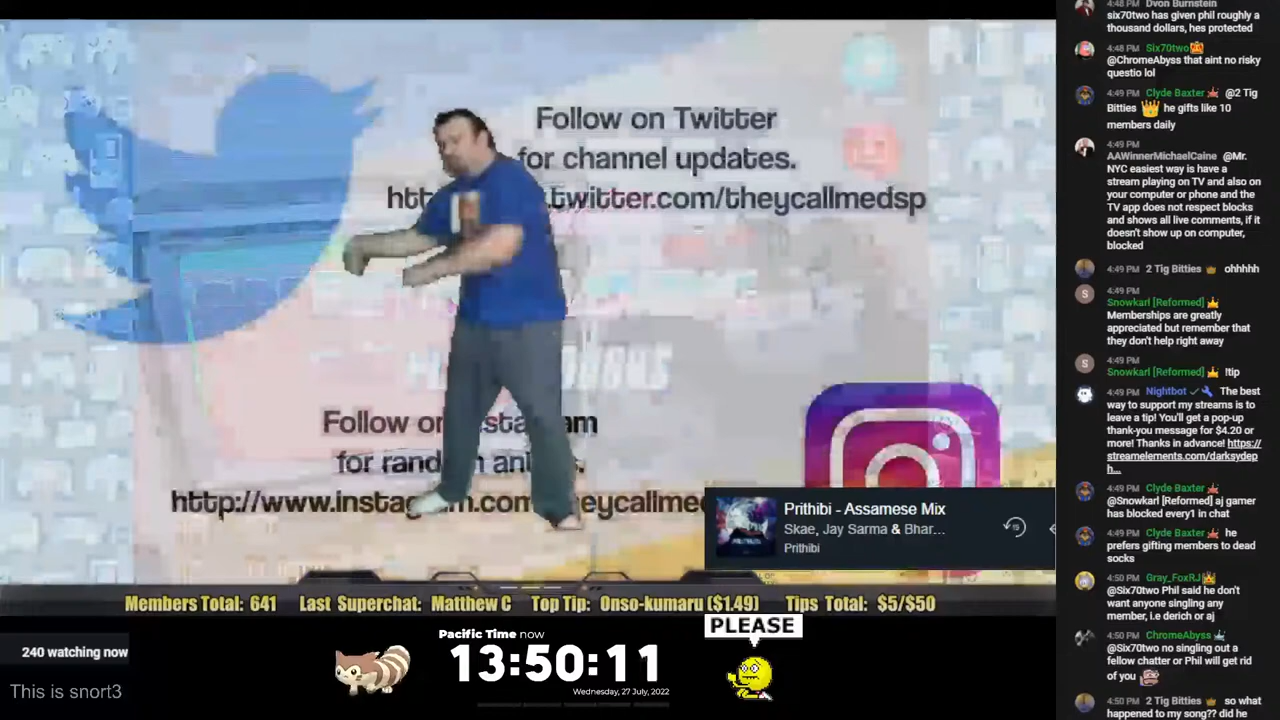 Follow on Twitter
for channel updates.
.twitter.com/theycallmedsp
Follow on
for
http://www.instag
Prithibi - Assamese Mix
Skae, Jay Sarma & Bhar...
Prithibi
Members Total: 641 Last Superchat: Matthew C Top Tip: Onso-kumaru ($1.49) Tips Total: $5/$50
240 watching now
This is snort3
Pacific Time now
13:50:11
Wednesday, 27 July, 2022
PLEASE
4:48 PM Dvon Burnstein
six70two has given phil roughly a
thousand dollars, hes protected
4:48 PM Six70two
@ChromeAbyss that aint no risky
questio lol
4:49 PM Clyde Baxter @2 Tig
Bitties he gifts like 10
members daily
4:49 PM
AAWinnerMichaelCaine @Mr.
NYC easiest way is have a
stream playing on TV and also on
your computer or phone and the
TV app does not respect blocks
and shows all live comments, if it
doesn't show up on computer,
blocked
4:49 PM 2 Tig Bitties ohhhhh
S
4:49 PM
Snowkarl [Reformed]
Memberships are greatly
appreciated but remember that
they don't help right away
S
4:49 PM
Snowkarl [Reformed] !tip
4:49 PM Nightbot The best
way to support my streams is to
leave a tip! You'll get a pop-up
thank-you message for $4.20 or
more! Thanks in advance! https://
streamelements.com/darksydep
h...
4:49 PM Clyde Baxter
@Snowkarl [Reformed] aj gamer
has blocked every1 in chat
4:49 PM Clyde Baxter he
prefers gifting members to dead
socks
4:50 PM Gray_FoxRJ
@Six70two Phil said he don't
want anyone singling any
member, i.e derich or aj
4:50 PM ChromeAbyss
@Six70two no singling out a
fellow chatter or Phil will get rid
of you
4:50 PM 2 Tig Bitties so what
happened to my song?? did he